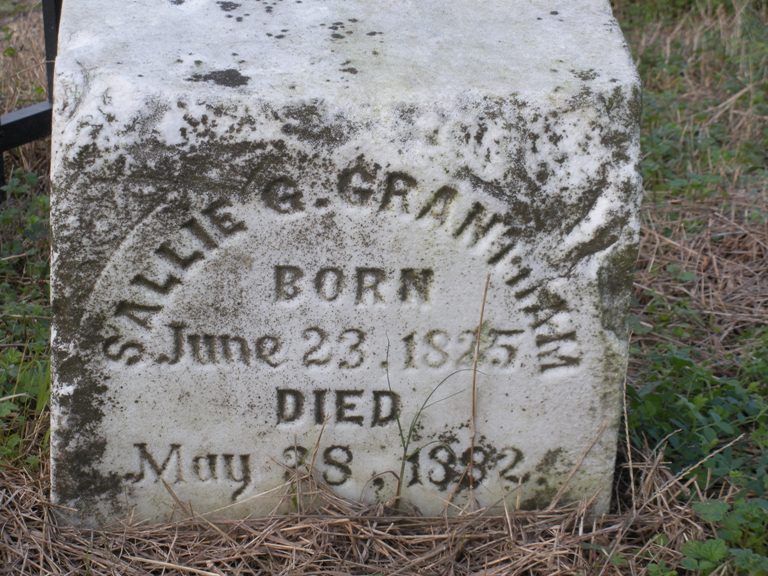 SALLIE G. GRANTHAM
BORN
June 23, 1825
DIED
May 28, 1882